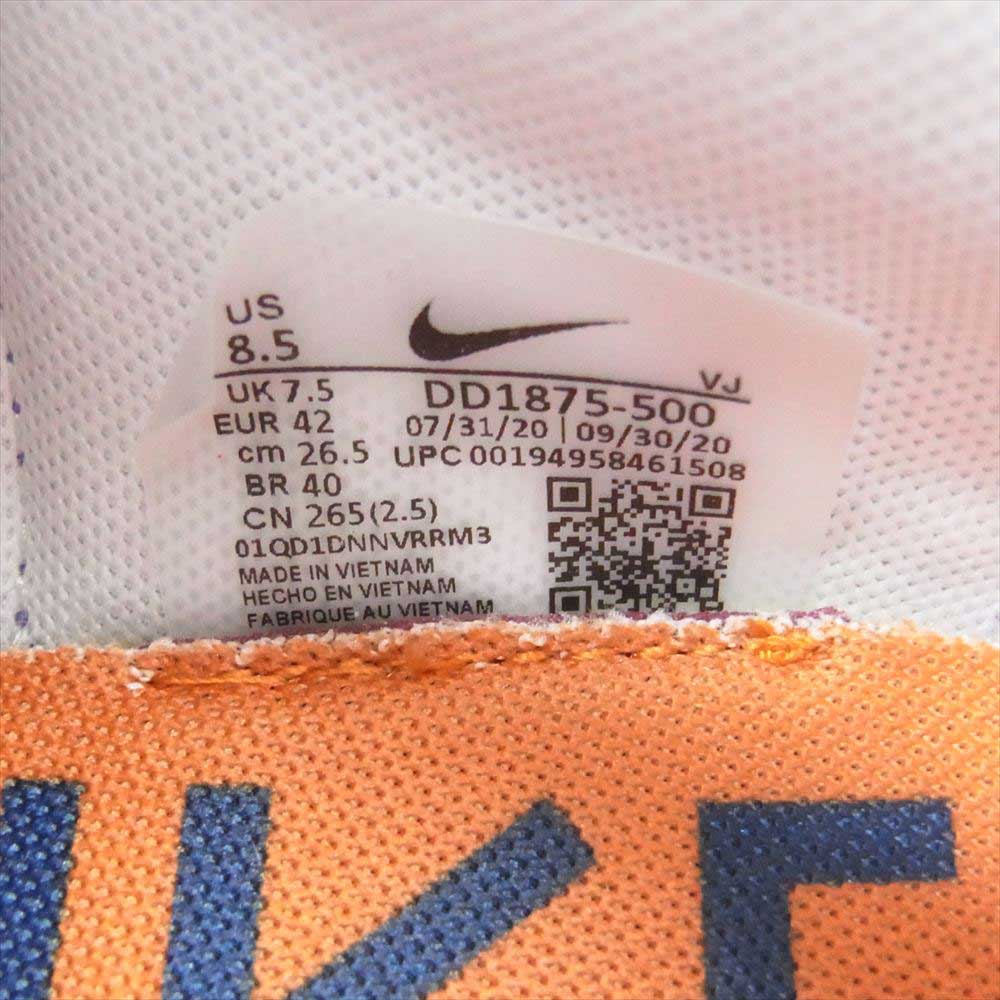 US
8.5
VJ
UK 7.5
DD1875-500
EUR 42
07/31/20 | 09/30/20
cm 26.5
UPC 00194958461508
BR 40
CN 265(2.5)
01QD1DNNVRRM3
MADE IN VIETNAM
HECHO EN VIETNAM
FABRIQUE AU VIETNAM
NIKE